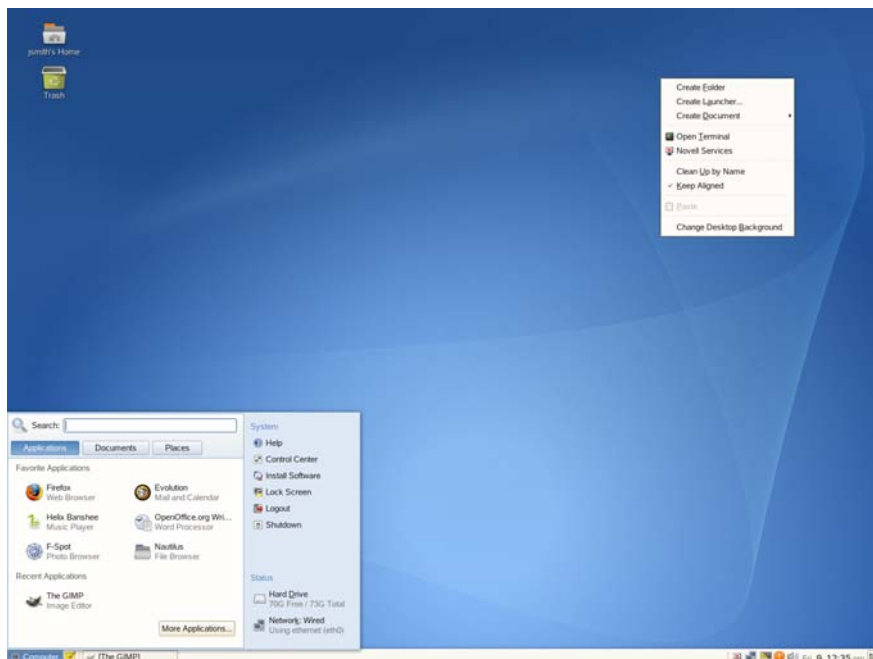 jsmith's Home
Trash
Create Folder
Create Launcher...
Create Document
Open Terminal
Novell Services
Clean Up by Name
Keep Aligned
Paste
Change Desktop Background
Search:
Applications
Documents
Places
Favorite Applications
Firefox
Web Browser
Evolution
Mail and Calendar
Helix Banshee
Music Player
OpenOffice.org Wri...
Word Processor
F-Spot
Photo Browser
Nautilus
File Browser
Recent Applications
The GIMP
Image Editor
More Applications...
System
Help
Control Center
Install Software
Lock Screen
Logout
Shutdown
Status
Hard Drive
70G Free / 73G Total
Network: Wired
Using ethernet (eth0)
Computer
[The GIMP]
9, 12:35